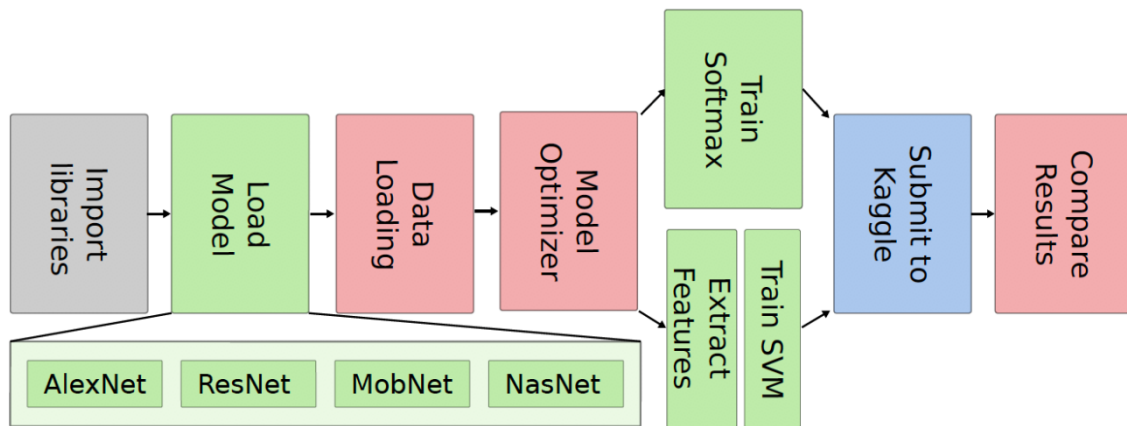 Import
libraries
Load
Model
Data
Loading
Model
Optimizer
Train
Softmax
Extract
Features
Train SVM
Submit to
Kaggle
Compare
Results
AlexNet
ResNet
MobNet
NasNet